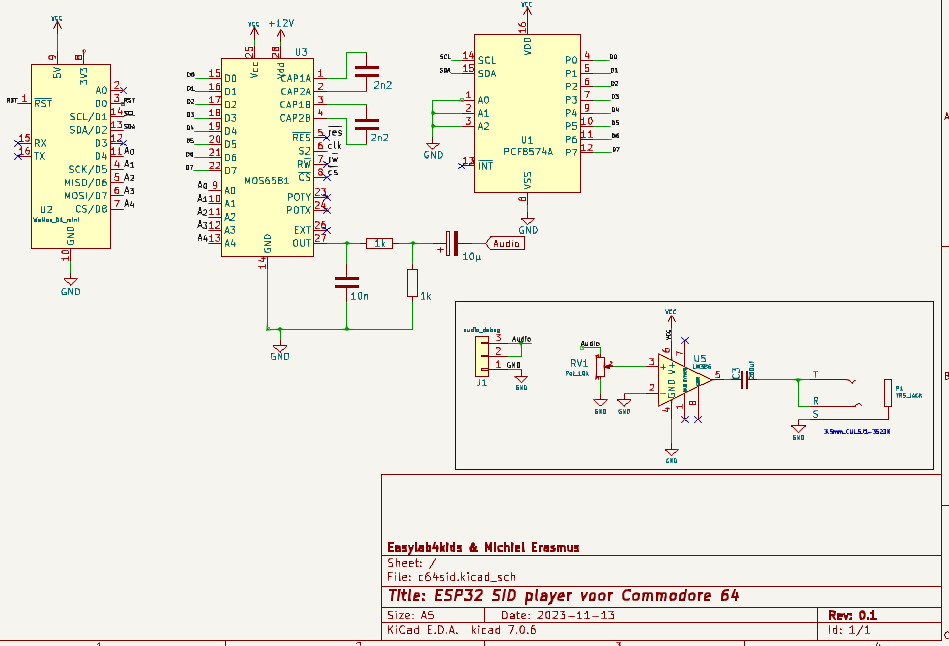 VCC
9
8
5V
3V3
A0
2
RST
1
RST
D0
3
RST
SCL/D1
14
SCL
SDA/D2
13
SDA
15
RX
D3
12
16
TX
D4
11
A0
SCK/D5
4
A1
MISO/D6
5
A2
MOSI/D7
6
A3
U2
CS/D8
7
A4
GND
10
GND
VCC
+12V
25
28
U3
Vcc
Vdd
D0
15
D0
CAP1A
1
D1
16
D1
CAP2A
2
2n2
D2
17
D2
CAP1B
3
D3
18
D3
CAP2B
4
D4
19
D4
RES
5
res
2n2
D5
20
D5
S2
6
clk
D6
21
D6
RW
7
rw
D7
22
D7
CS
8
cs
MOS6581
A0
9
A0
POTY
23
A1
10
A1
POTX
24
A2
11
A2
A3
12
A3
EXT
26
A4
13
A4
OUT
27
GND
14
1k
10µ
Audio
10n
1k
GND
VCC
16
VDD
SCL
14
SCL
P0
4
D0
SDA
15
SDA
P1
5
D1
P2
6
D2
1
A0
P3
7
D3
2
A1
P4
9
D4
3
A2
P5
10
D5
P6
11
D6
U1
PCF8574A
P7
12
D7
GND
13
INT
VSS
8
GND
audio_debug
3
Audio
2
1
GND
J1
GND
Audio
RV1
Pot_10K
GND
GND
VCC
VCC
6
7
U5
LM386
3
+
V+
5
2
-
GND
4
1
8
GND
C3
T
R
S
P1
TRS_JACK
GND
Easylab4kids & Michiel Erasmus
Sheet: /
File: c64sid.kicad_sch
Title: ESP32 SID player voor Commodore 64
Size: A5
Date: 2023-11-13
Rev: 0.1
KiCad E.D.A. kicad 7.0.6
Id: 1/1
1
2
3
4
A
B
C